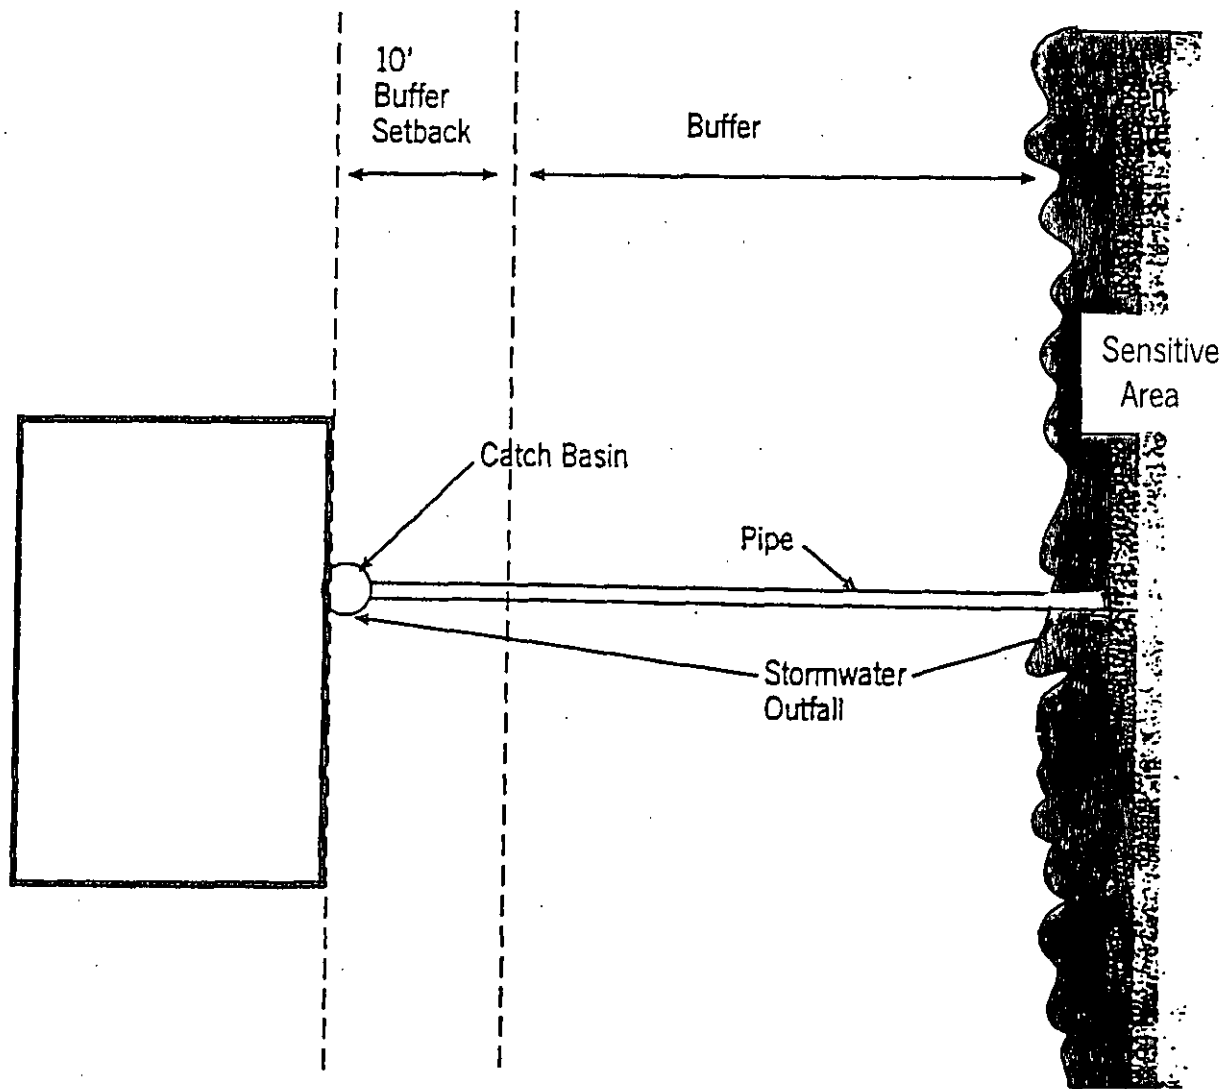 10'
Buffer
Setback
Buffer
Sensitive
Area
Catch Basin
Pipe
Stormwater
Outfall